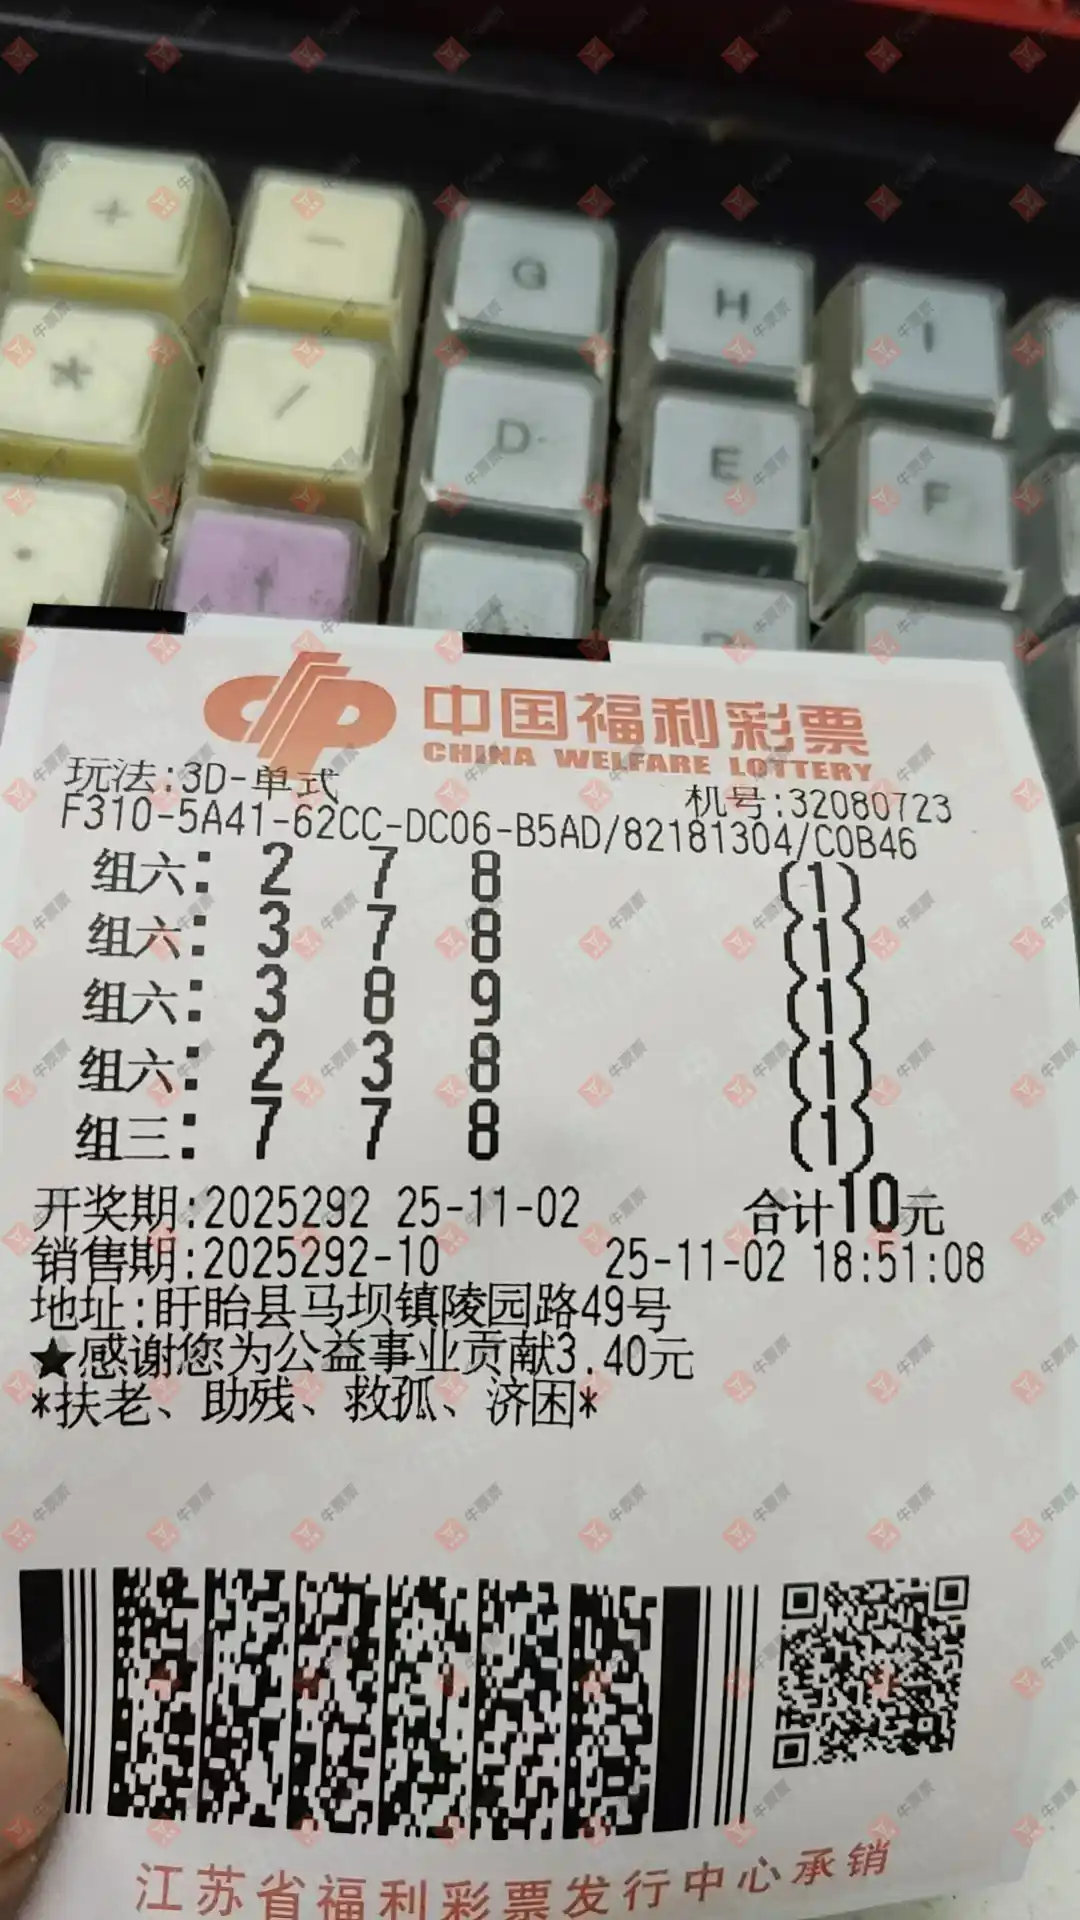 + - G H I
* / D E F
中国福利彩票
CHINA WELFARE LOTTERY
玩法:3D-单式
机号:32080723
F310-5A41-62CC-DC06-B5AD/82181304/C0B46
组六: 2 7 8 (1)
组六: 3 7 8 (1)
组六: 3 8 9 (1)
组六: 2 3 8 (1)
组三: 7 7 8 (1)
开奖期:2025292 25-11-02 合计10元
销售期:2025292-10 25-11-02 18:51:08
地址:盱眙县马坝镇陵园路49号
★感谢您为公益事业贡献3.40元
*扶老、助残、救孤、济困*
江苏省福利彩票发行中心承销
牛票票